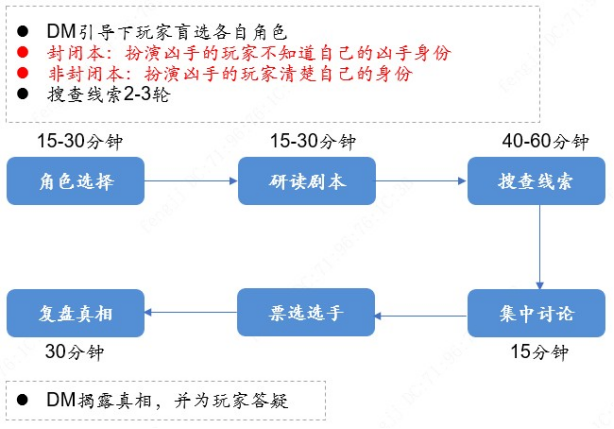 ● DM引导下玩家盲选各自角色
● 封闭本：扮演凶手的玩家不知道自己的凶手身份
● 非封闭本：扮演凶手的玩家清楚自己的身份
● 搜查线索2-3轮
15-30分钟 15-30分钟 40-60分钟
角色选择 研读剧本 搜查线索
复盘真相 票选选手 集中讨论
30分钟 15分钟
● DM揭露真相，并为玩家答疑